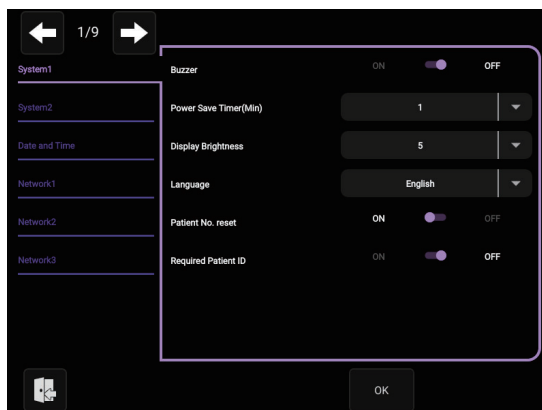 1/9
System1
System2
Date and Time
Network1
Network2
Network3
Buzzer ON OFF
Power Save Timer(Min) 1
Display Brightness 5
Language English
Patient No. reset ON OFF
Required Patient ID ON OFF
OK